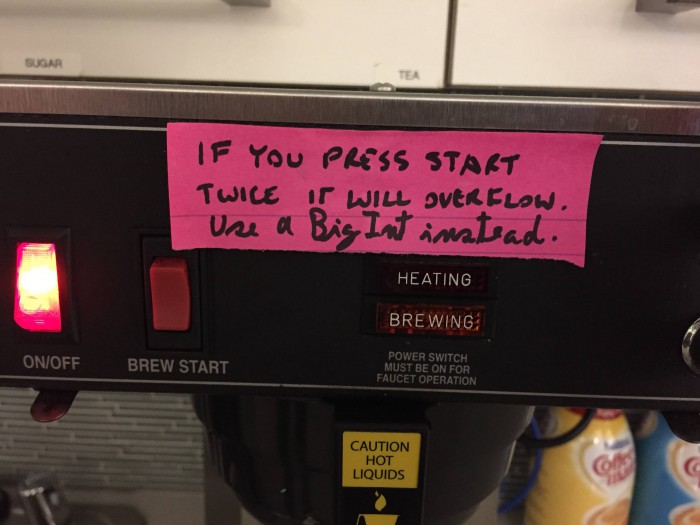 SUGAR
TEA
IF YOU PRESS START
TWICE IT WILL OVERFLOW.
Use a BigInt instead.
HEATING
BREWING
ON/OFF
BREW START
POWER SWITCH
MUST BE ON FOR
FAUCET OPERATION
CAUTION
HOT
LIQUIDS